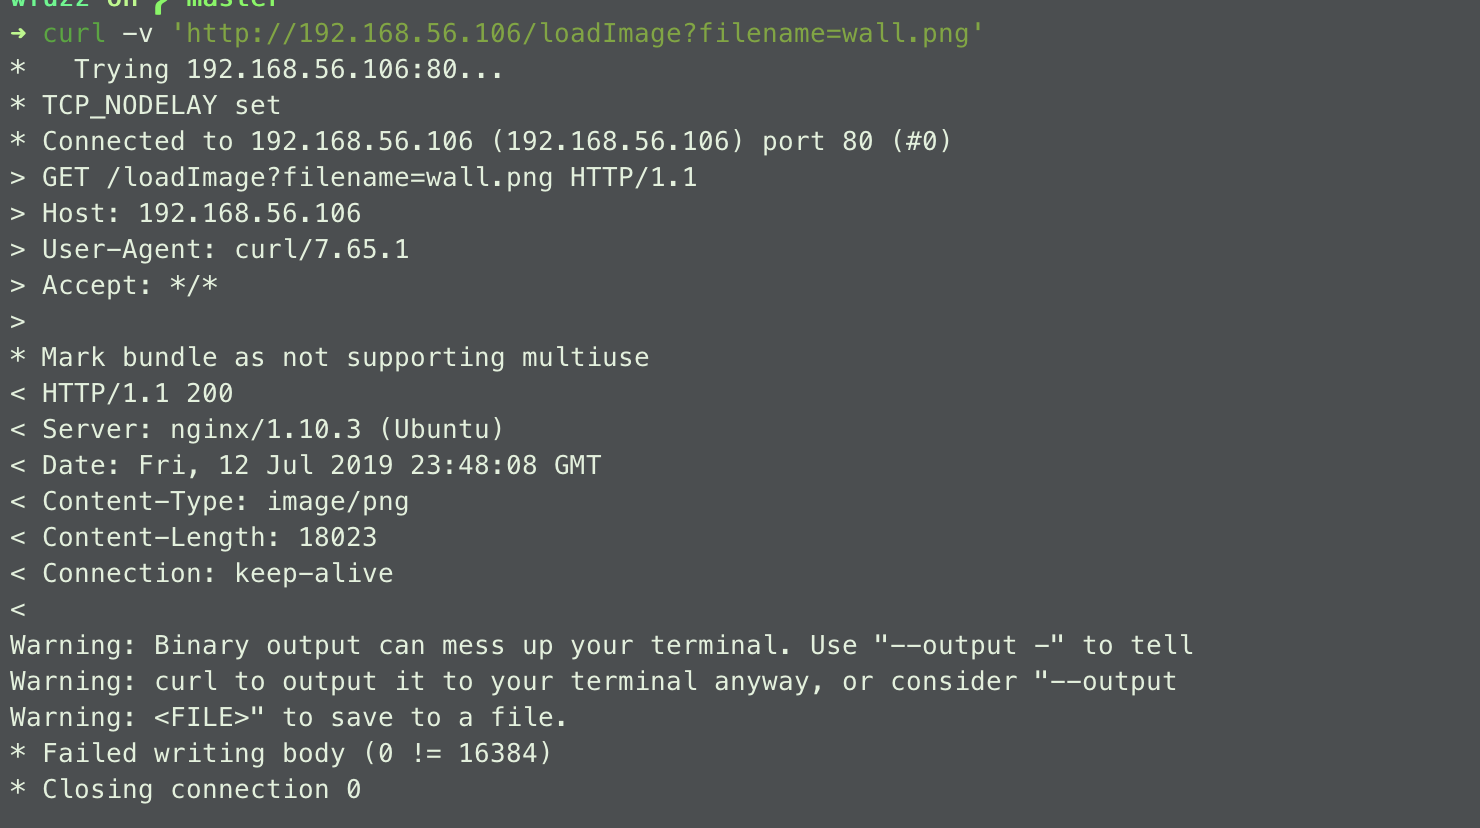 wfuzz on master
→ curl -v 'http://192.168.56.106/loadImage?filename=wall.png'
*   Trying 192.168.56.106:80...
* TCP_NODELAY set
* Connected to 192.168.56.106 (192.168.56.106) port 80 (#0)
> GET /loadImage?filename=wall.png HTTP/1.1
> Host: 192.168.56.106
> User-Agent: curl/7.65.1
> Accept: */*
>
* Mark bundle as not supporting multiuse
< HTTP/1.1 200
< Server: nginx/1.10.3 (Ubuntu)
< Date: Fri, 12 Jul 2019 23:48:08 GMT
< Content-Type: image/png
< Content-Length: 18023
< Connection: keep-alive
<
Warning: Binary output can mess up your terminal. Use "--output -" to tell
Warning: curl to output it to your terminal anyway, or consider "--output
Warning: <FILE>" to save to a file.
* Failed writing body (0 != 16384)
* Closing connection 0